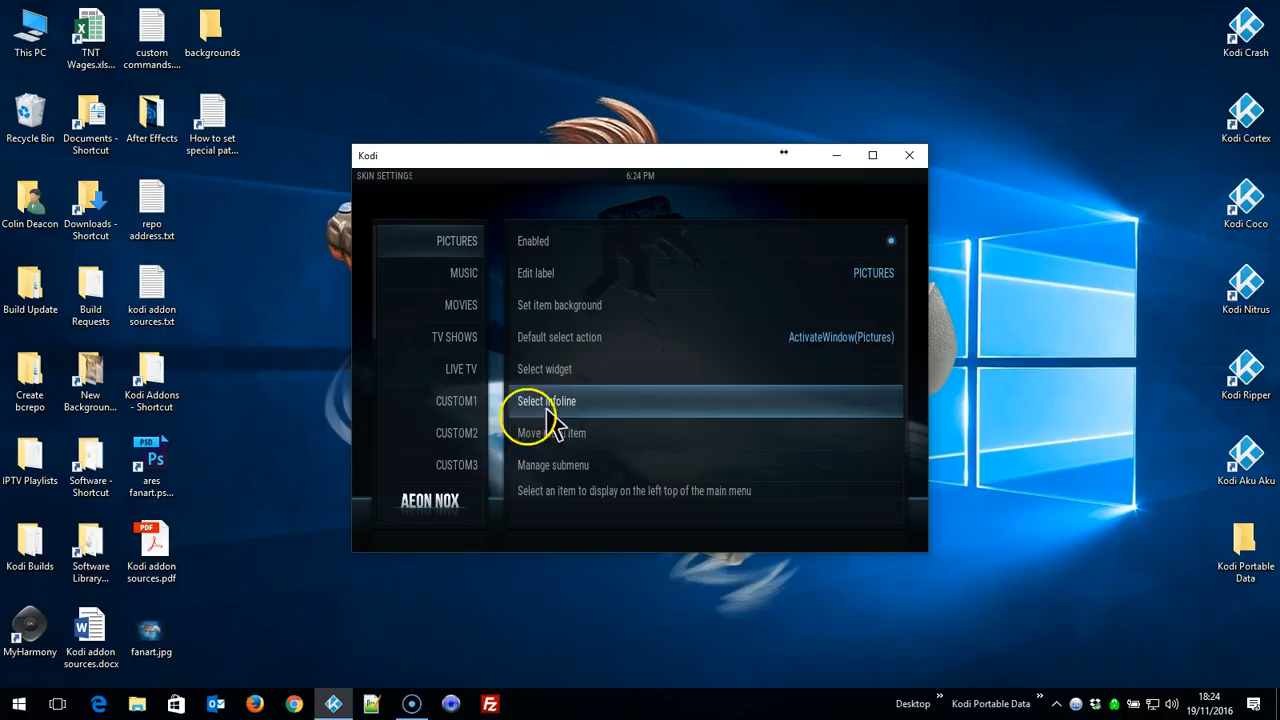 This PC
TNT Wages.xls...
custom commands....
backgrounds
Recycle Bin
Documents - Shortcut
After Effects
How to set special pat...
Colin Deacon
Downloads - Shortcut
repo address.txt
Build Update
Build Requests
kodi addon sources.txt
Create bcrepo
New Backgroun...
Kodi Addons - Shortcut
IPTV Playlists
Software - Shortcut
PSD
Ps
ares fanart.ps...
Kodi Builds
Software Library...
PDF
Kodi addon sources.pdf
MyHarmony
Kodi addon sources.docx
fanart.jpg
Kodi
SKIN SETTINGS
6:24 PM
PICTURES
MUSIC
MOVIES
TV SHOWS
LIVE TV
CUSTOM1
CUSTOM2
CUSTOM3
AEON NOX
Enabled
Edit label
PICTURES
Set item background
Default select action
ActivateWindow(Pictures)
Select widget
Select infoline
Move item
Manage submenu
Select an item to display on the left top of the main menu
Kodi Crash
Kodi Cortex
Kodi Coco
Kodi Nitrus
Kodi Ripper
Kodi Aku Aku
Kodi Portable Data
Desktop
»
Kodi Portable Data
»
18:24
19/11/2016